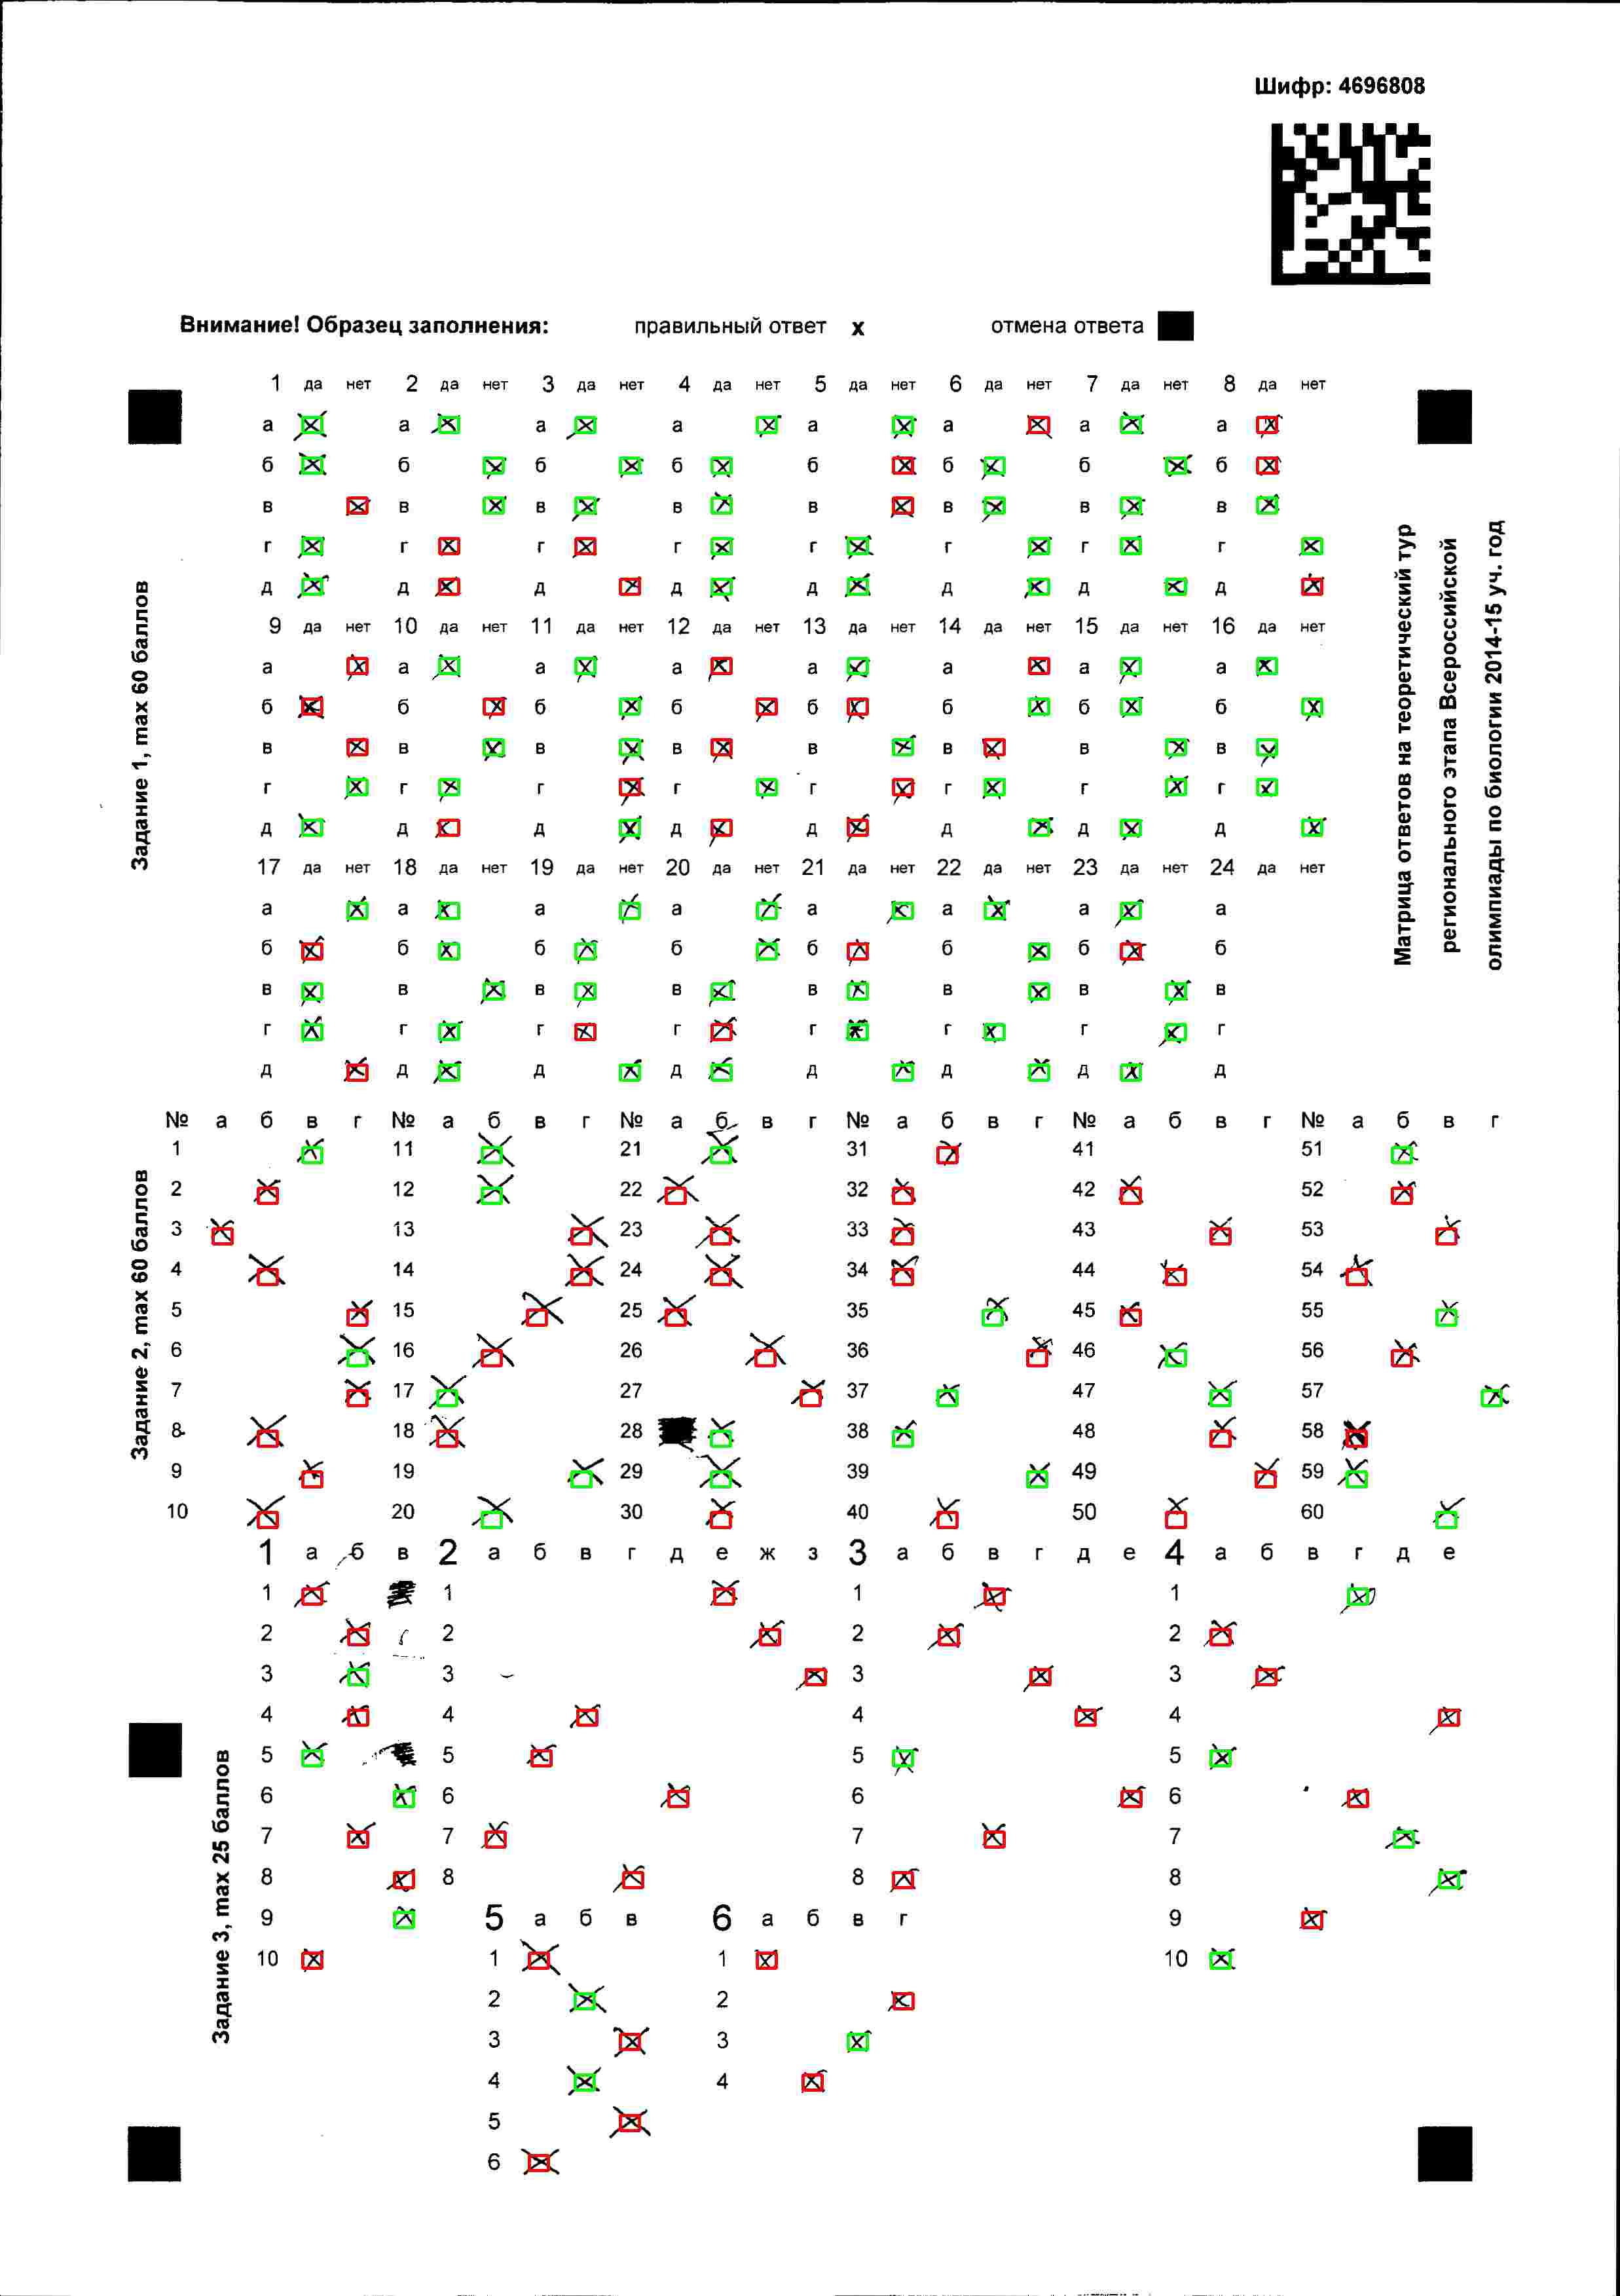 Шифр: 4696808
Внимание! Образец заполнения: правильный ответ х отмена ответа
1 да нет 2 да нет 3 да нет 4 да нет 5 да нет 6 да нет 7 да нет 8 да нет
а а а а а а а а
б б б б б б б б
в в в в в в в в
г г г г г г г г
д д д д д д д д
9 да нет 10 да нет 11 да нет 12 да нет 13 да нет 14 да нет 15 да нет 16 да нет
а а а а а а а а
б б б б б б б б
в в в в в в в в
г г г г г г г г
д д д д д д д д
17 да нет 18 да нет 19 да нет 20 да нет 21 да нет 22 да нет 23 да нет 24 да нет
а а а а а а а а
б б б б б б б б
в в в в в в в в
г г г г г г г г
д д д д д д д д
Задание 1, max 60 баллов
Матрица ответов на теоретический тур
регионального этапа Всероссийской
олимпиады по биологии 2014-15 уч. год
№ а б в г № а б в г № а б в г № а б в г № а б в г № а б в г
1 11 21 31 41 51
2 12 22 32 42 52
3 13 23 33 43 53
4 14 24 34 44 54
5 15 25 35 45 55
6 16 26 36 46 56
7 17 27 37 47 57
8 18 28 38 48 58
9 19 29 39 49 59
10 20 30 40 50 60
Задание 2, max 60 баллов
1 а б в 2 а б в г д е ж з 3 а б в г д е 4 а б в г д е
1 1 1 1
2 2 2 2
3 3 3 3
4 4 4 4
5 5 5 5
6 6 6 6
7 7 7 7
8 8 8 8
9 5 а б в 6 а б в г 9
10 1 1 10
2 2
3 3
4 4
5
6
Задание 3, max 25 баллов